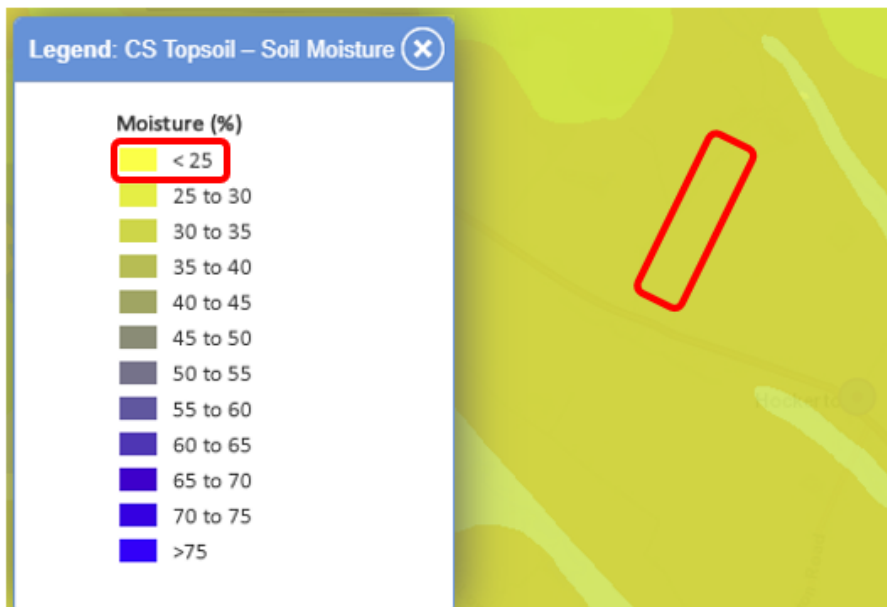 Legend: CS Topsoil – Soil Moisture
Moisture (%)
< 25
25 to 30
30 to 35
35 to 40
40 to 45
45 to 50
50 to 55
55 to 60
60 to 65
65 to 70
70 to 75
>75